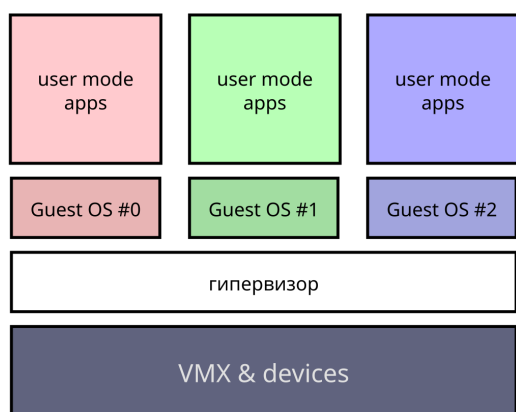 user mode
apps
user mode
apps
user mode
apps
Guest OS #0
Guest OS #1
Guest OS #2
гипервизор
VMX & devices